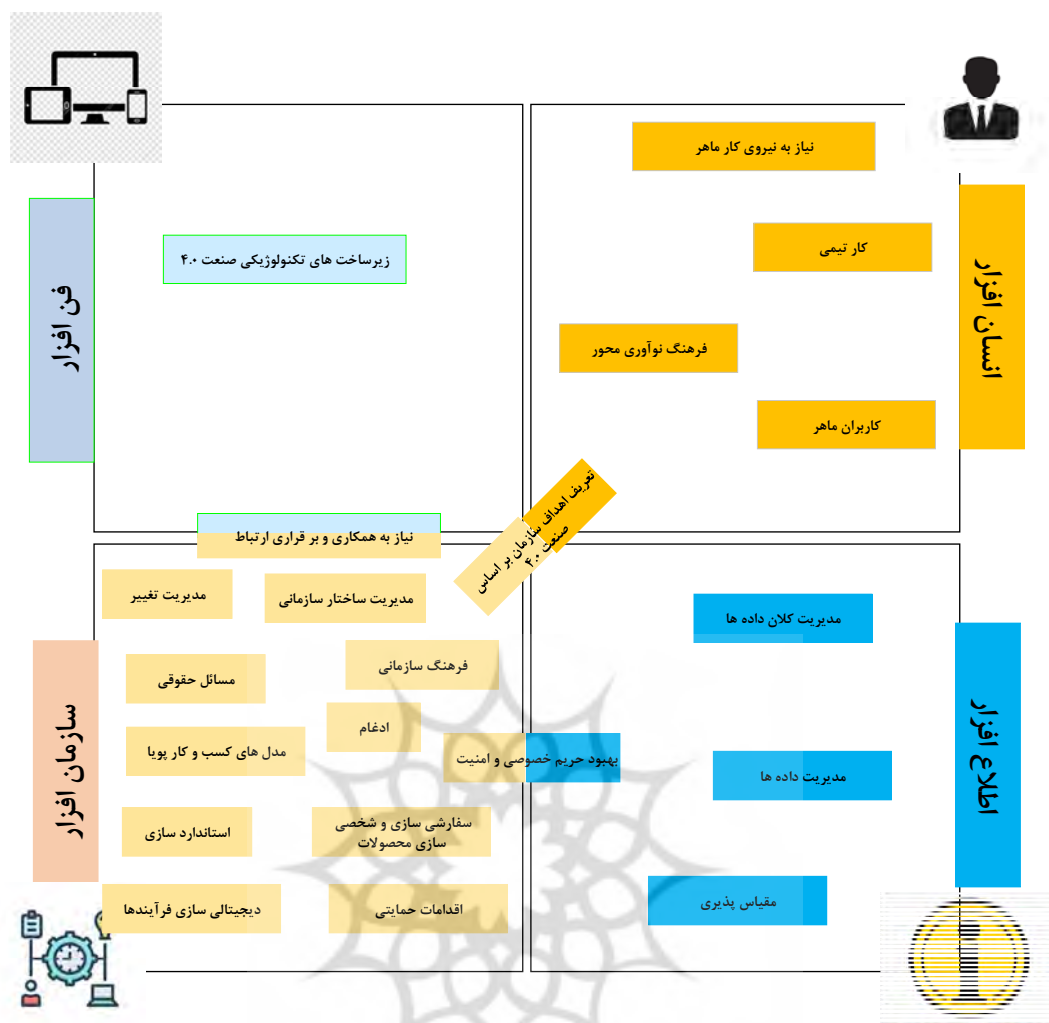 نیاز به نیروی کار ماهر
کار تیمی
انسان افزار
فرهنگ نوآوری محور
کاربران ماهر
زیرساخت های تکنولوژیکی صنعت ۴.۰
فن افزار
تعریف اهداف سازمان بر اساس
صنعت ۴.۰
نیاز به همکاری و بر قراری ارتباط
مدیریت ساختار سازمانی
مدیریت تغییر
فرهنگ سازمانی
مسائل حقوقی
ادغام
مدل های کسب و کار پویا
سازمان افزار
بهبود حریم خصوصی و امنیت
سفارشی سازی و شخصی
سازی محصولات
استاندارد سازی
اقدامات حمایتی
دیجیتالی سازی فرآیندها
مدیریت کلان داده ها
اطلاع افزار
مدیریت داده ها
مقیاس پذیری